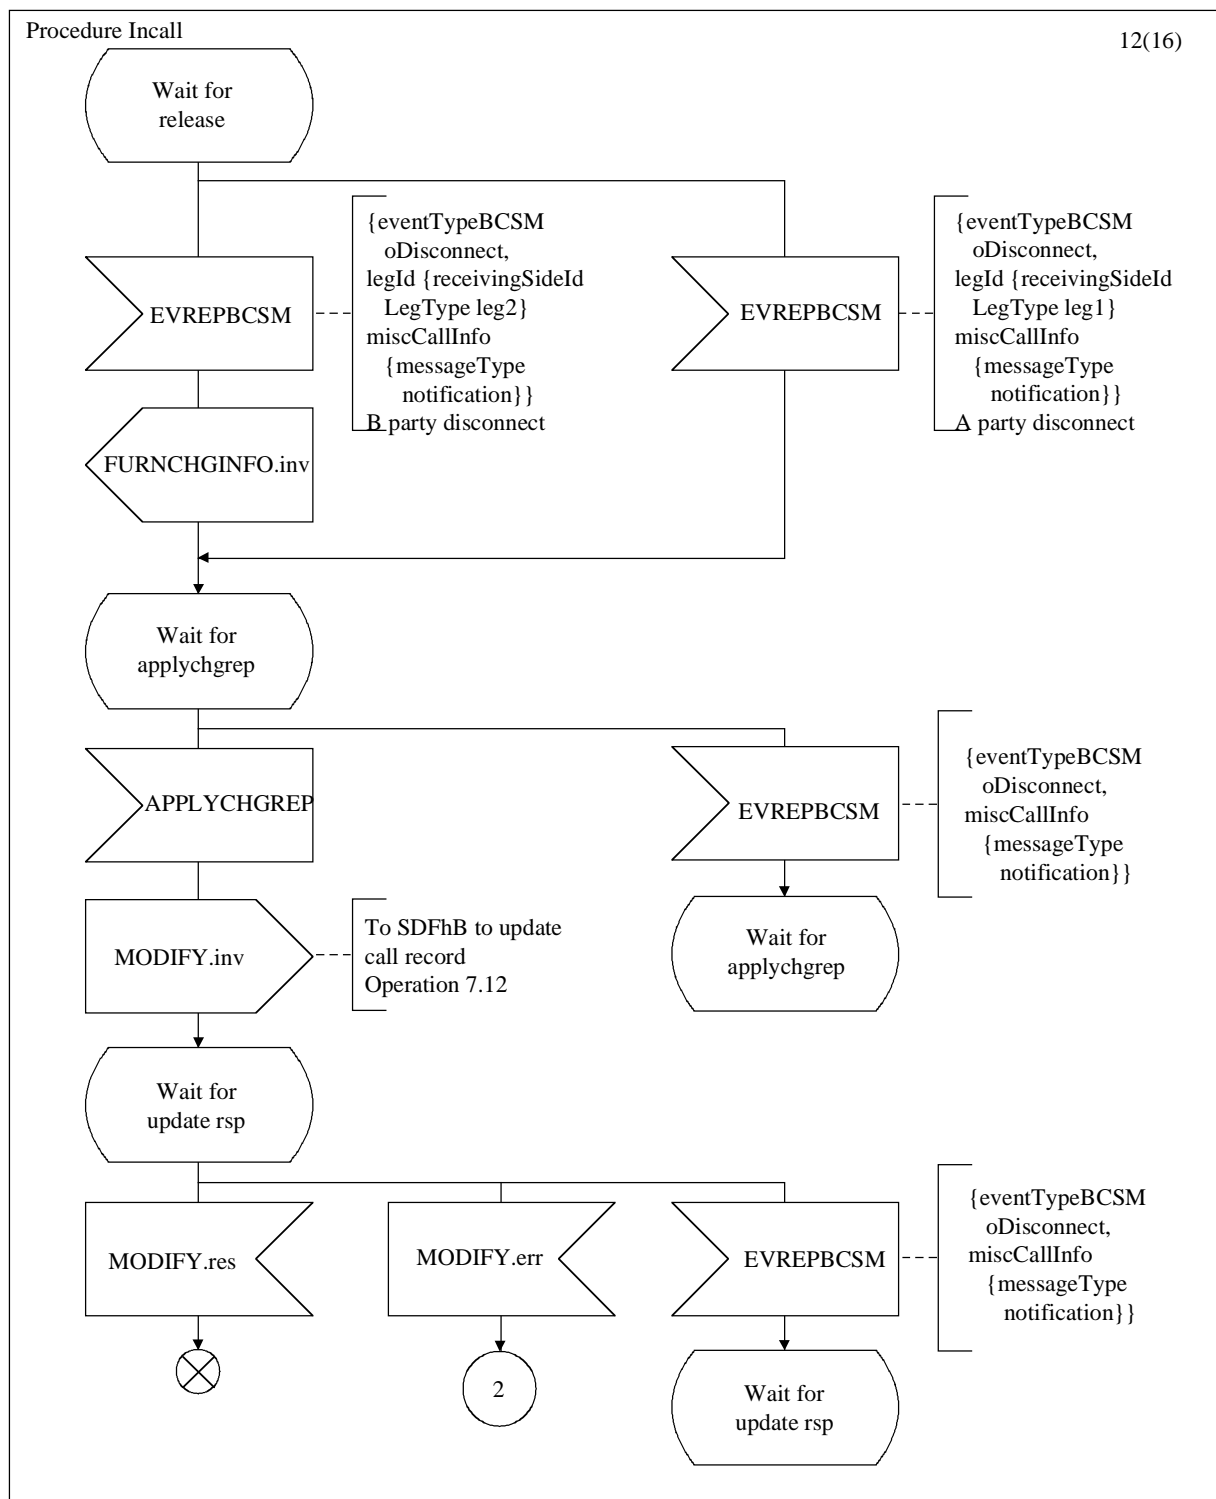 Procedure Incall
12(16)
Wait for
release
EVREPBCSM
{eventTypeBCSM
oDisconnect,
legId {receivingSideId
LegType leg2}
miscCallInfo
{messageType
notification}}
B party disconnect
EVREPBCSM
{eventTypeBCSM
oDisconnect,
legId {receivingSideId
LegType leg1}
miscCallInfo
{messageType
notification}}
A party disconnect
FURNCHGINFO.inv
Wait for
applychgrep
APPLYCHGREP
EVREPBCSM
{eventTypeBCSM
oDisconnect,
miscCallInfo
{messageType
notification}}
MODIFY.inv
To SDFhB to update
call record
Operation 7.12
Wait for
applychgrep
Wait for
update rsp
MODIFY.res
MODIFY.err
EVREPBCSM
{eventTypeBCSM
oDisconnect,
miscCallInfo
{messageType
notification}}
2
Wait for
update rsp